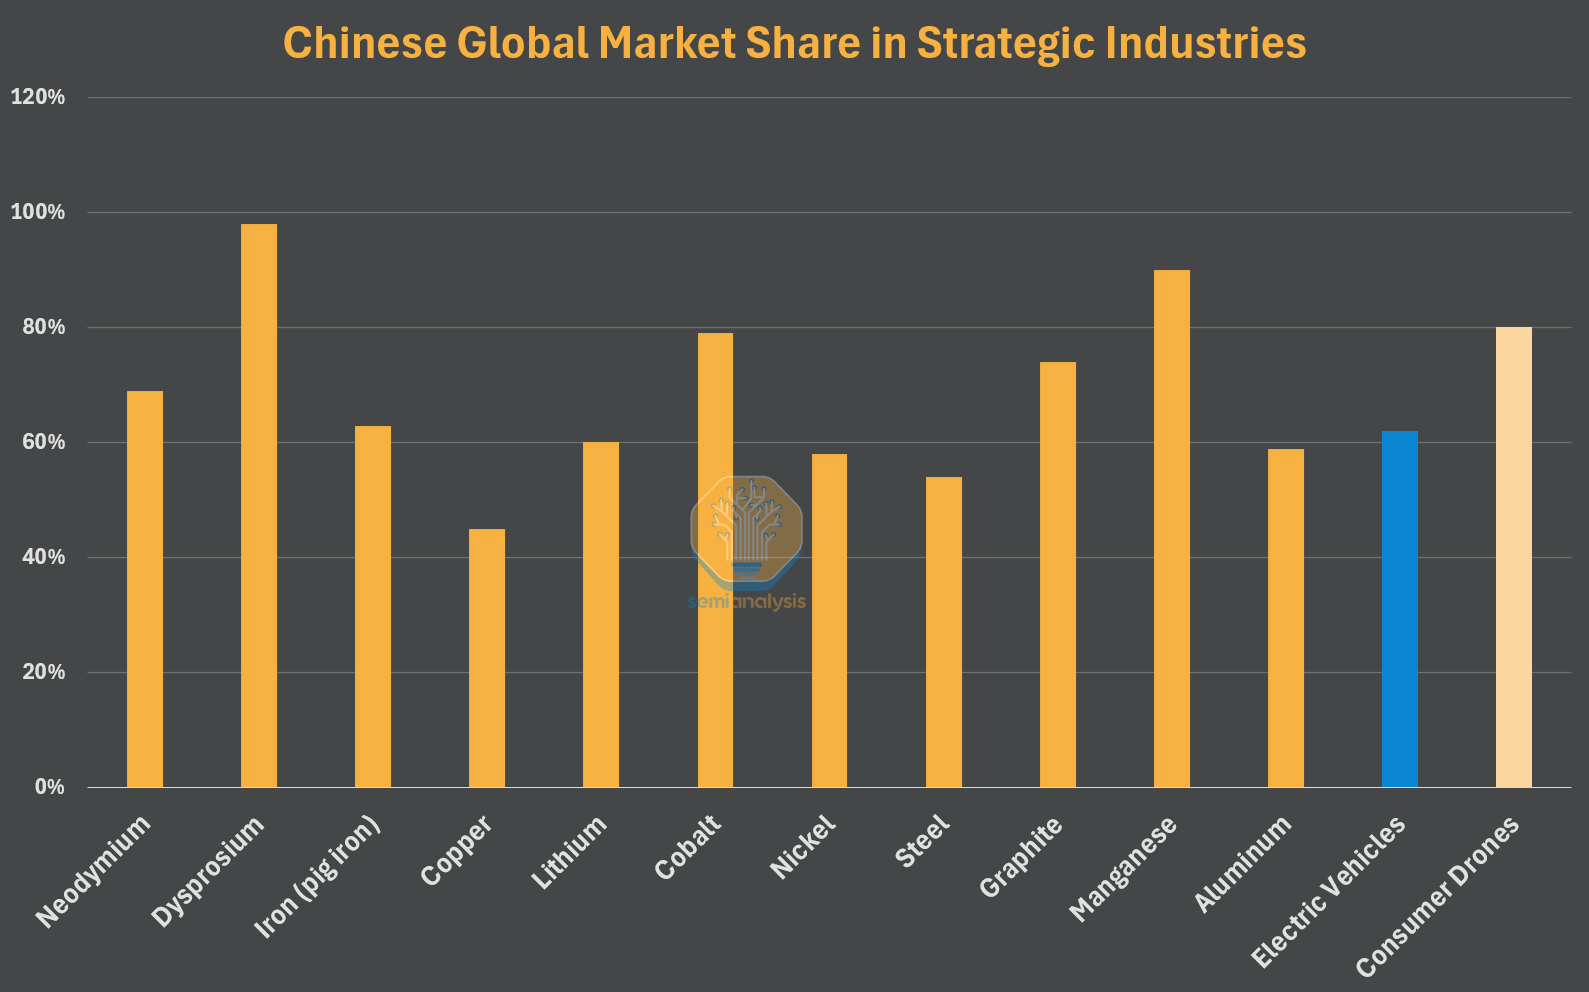 Chinese Global Market Share in Strategic Industries
120%
100%
80%
60%
40%
20%
0%
semianalysis
Neodymium
Dysprosium
Iron (pig iron)
Copper
Lithium
Cobalt
Nickel
Steel
Graphite
Manganese
Aluminum
Electric Vehicles
Consumer Drones